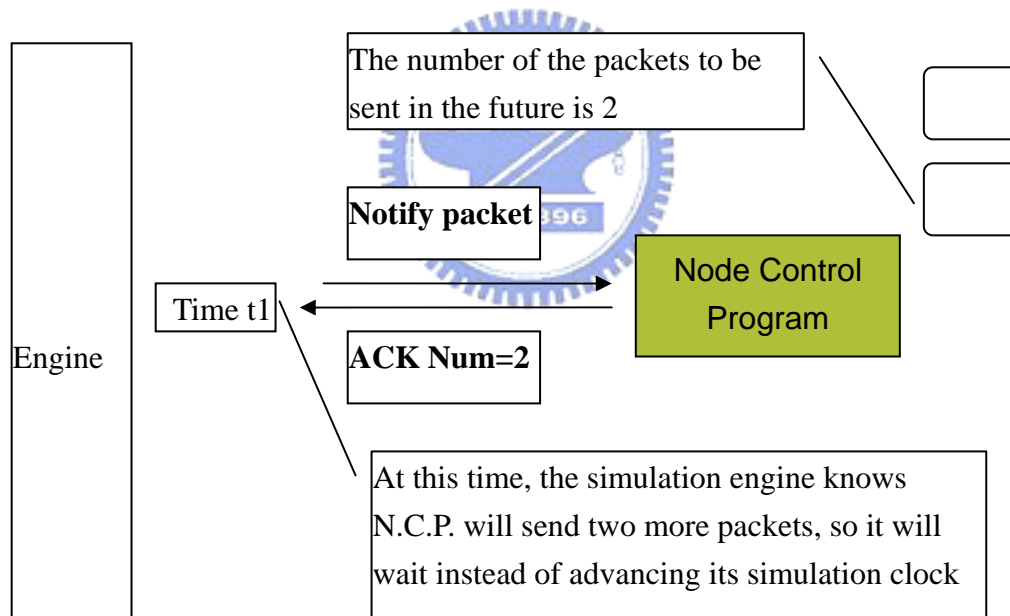 The number of the packets to be
sent in the future is 2
Notify packet
896
Node Control
Program
Time t1
Engine
ACK Num=2
At this time, the simulation engine knows
N.C.P. will send two more packets, so it will
wait instead of advancing its simulation clock